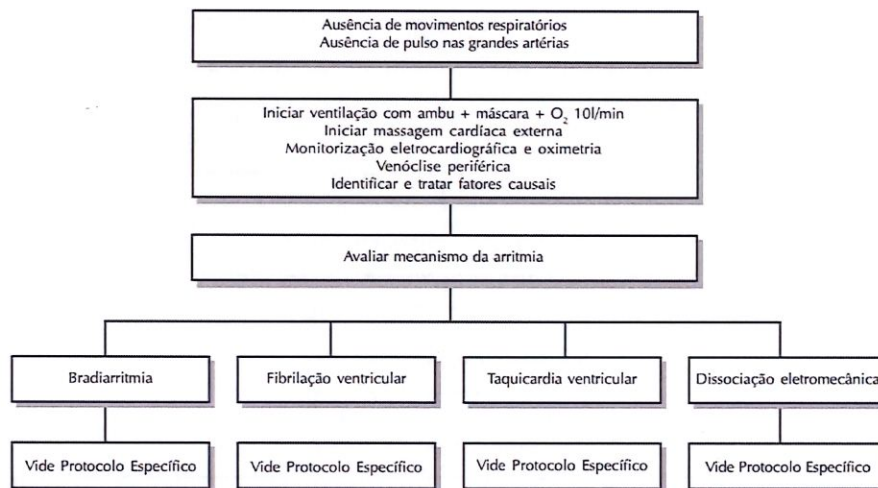 Ausência de movimentos respiratórios
Ausência de pulso nas grandes artérias
Iniciar ventilação com ambu + máscara + O₂ 10l/min
Iniciar massagem cardíaca externa
Monitorização eletrocardiográfica e oximetria
Venóclise periférica
Identificar e tratar fatores causais
Avaliar mecanismo da arritmia
Bradiarritmia
Fibrilação ventricular
Taquicardia ventricular
Dissociação eletromecânica
Vide Protocolo Específico
Vide Protocolo Específico
Vide Protocolo Específico
Vide Protocolo Específico